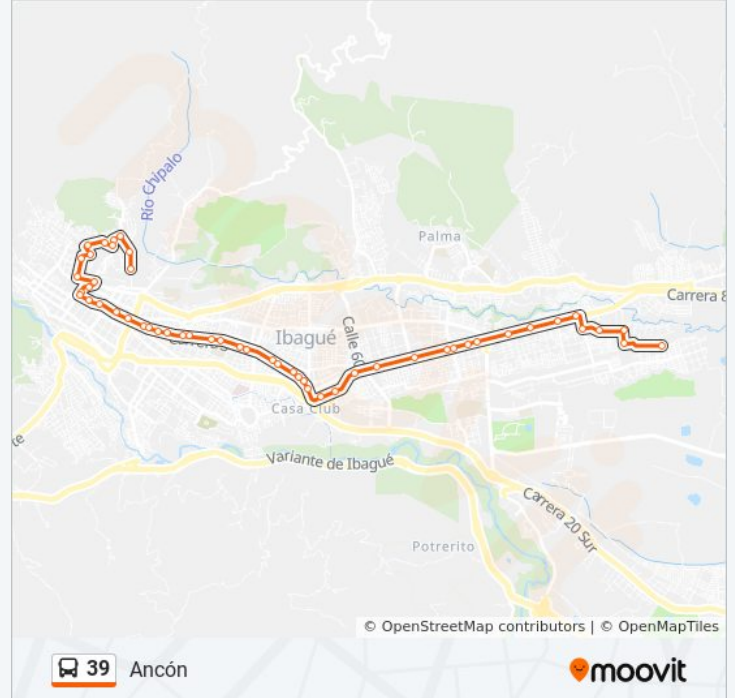 Río Chipalo
Palma
Carrera 8
Ibagué
Calle 60
Casa Club
te
Variante de Ibagué
Carrera 20 Sur
Potrerito
© OpenStreetMap contributors | © OpenMapTiles
39 Ancón
moovit